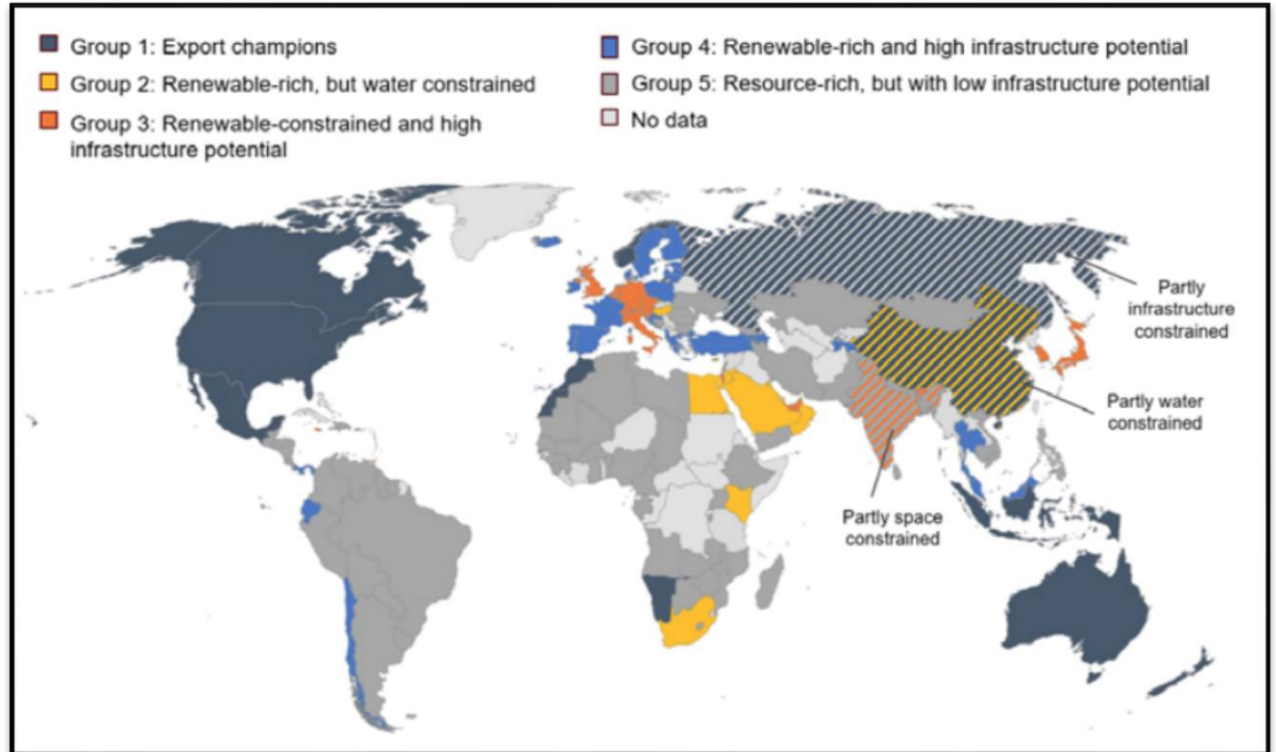 Group 1: Export champions
Group 2: Renewable-rich, but water constrained
Group 3: Renewable-constrained and high
infrastructure potential
Group 4: Renewable-rich and high infrastructure potential
Group 5: Resource-rich, but with low infrastructure potential
No data
Partly
infrastructure
constrained
Partly water
constrained
Partly space
constrained